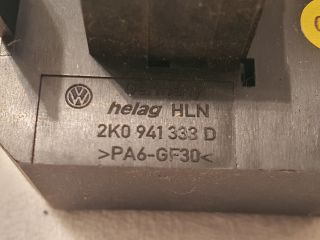 helag HLN
2K0 941 333 D
>PA6-GF30<